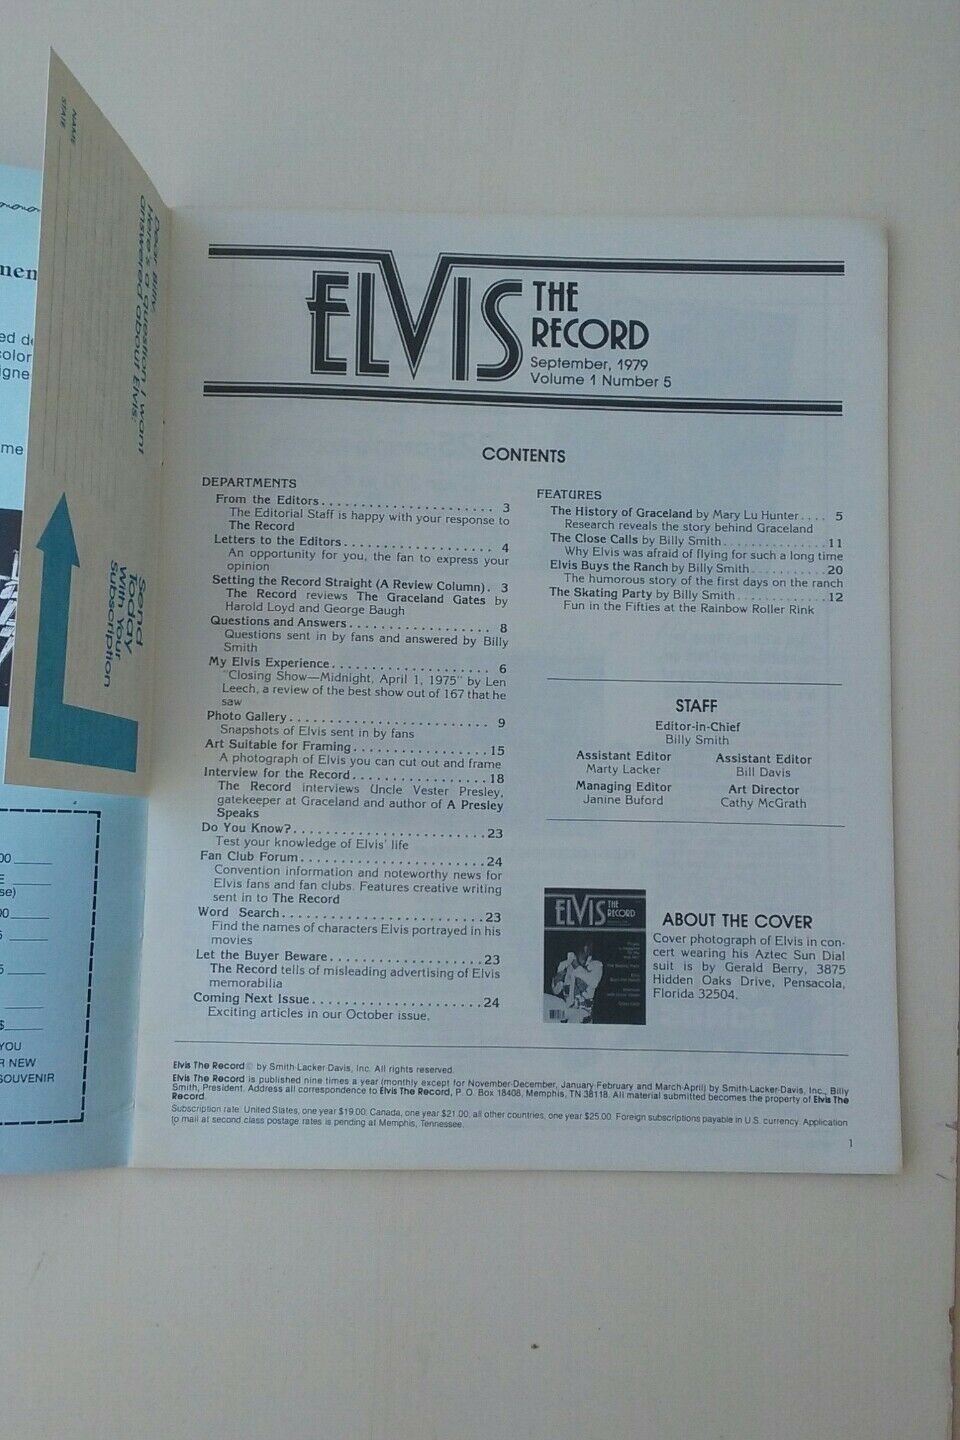 NAME
STATE
Dear Billy:
Here's a question I want
answered about Elvis:
Send
Today
With Your
Subscription
me
YOU
R NEW
SOUVENIR
ELVIS THE
RECORD
September, 1979
Volume 1 Number 5
CONTENTS
DEPARTMENTS
From the Editors . . . . . . . . . . . . . . . . . . . . . . 3
The Editorial Staff is happy with your response to
The Record
Letters to the Editors . . . . . . . . . . . . . . . . . . 4
An opportunity for you, the fan to express your
opinion
Setting the Record Straight (A Review Column) . 3
The Record reviews The Graceland Gates by
Harold Loyd and George Baugh
Questions and Answers . . . . . . . . . . . . . . . . . 8
Questions sent in by fans and answered by Billy
Smith
My Elvis Experience . . . . . . . . . . . . . . . . . . . 6
"Closing Show—Midnight, April 1, 1975" by Len
Leech, a review of the best show out of 167 that he
saw
Photo Gallery . . . . . . . . . . . . . . . . . . . . . . . . 9
Snapshots of Elvis sent in by fans
Art Suitable for Framing . . . . . . . . . . . . . . . . 15
A photograph of Elvis you can cut out and frame
Interview for the Record . . . . . . . . . . . . . . . . 18
The Record interviews Uncle Vester Presley,
gatekeeper at Graceland and author of A Presley
Speaks
Do You Know? . . . . . . . . . . . . . . . . . . . . . . . 23
Test your knowledge of Elvis' life
Fan Club Forum . . . . . . . . . . . . . . . . . . . . . . 24
Convention information and noteworthy news for
Elvis fans and fan clubs. Features creative writing
sent in to The Record
Word Search . . . . . . . . . . . . . . . . . . . . . . . . 23
Find the names of characters Elvis portrayed in his
movies
Let the Buyer Beware . . . . . . . . . . . . . . . . . . 23
The Record tells of misleading advertising of Elvis
memorabilia
Coming Next Issue . . . . . . . . . . . . . . . . . . . . 24
Exciting articles in our October issue.
FEATURES
The History of Graceland by Mary Lu Hunter . . . . 5
Research reveals the story behind Graceland
The Close Calls by Billy Smith . . . . . . . . . . . . . 11
Why Elvis was afraid of flying for such a long time
Elvis Buys the Ranch by Billy Smith . . . . . . . . . 20
The humorous story of the first days on the ranch
The Skating Party by Billy Smith . . . . . . . . . . . 12
Fun in the Fifties at the Rainbow Roller Rink
STAFF
Editor-in-Chief
Billy Smith
Assistant Editor
Marty Lacker
Assistant Editor
Bill Davis
Managing Editor
Janine Buford
Art Director
Cathy McGrath
ELVIS THE
RECORD
ABOUT THE COVER
Cover photograph of Elvis in con-
cert wearing his Aztec Sun Dial
suit is by Gerald Berry, 3875
Hidden Oaks Drive, Pensacola,
Florida 32504.
Elvis The Record © by Smith-Lacker-Davis, Inc. All rights reserved.
Elvis The Record is published nine times a year (monthly except for November-December, January-February and March-April) by Smith-Lacker-Davis, Inc., Billy
Smith, President. Address all correspondence to Elvis The Record, P. O. Box 18408, Memphis, TN 38118. All material submitted becomes the property of Elvis The
Record.
Subscription rate: United States, one year $19.00; Canada, one year $21.00; all other countries, one year $25.00. Foreign subscriptions payable in U.S. currency. Application
to mail at second class postage rates is pending at Memphis, Tennessee.
1